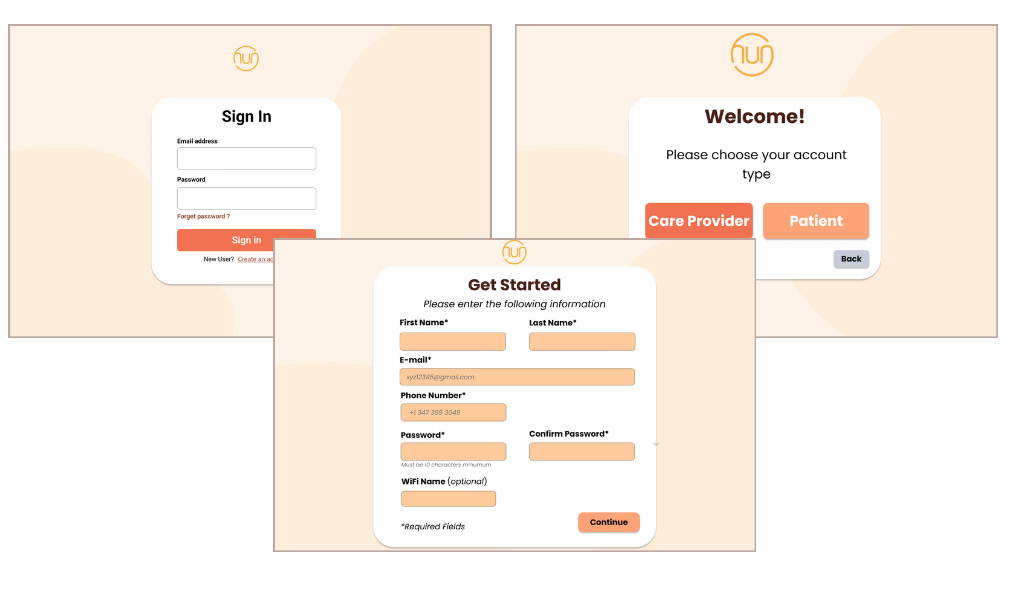 nun
Sign In
Email address
Password
Forget password ?
Sign in
New User? Create an ac
nun
Welcome!
Please choose your account
type
Care Provider
Patient
Back
nun
Get Started
Please enter the following information
First Name*
Last Name*
E-mail*
xyz12345@gmail.com
Phone Number*
+1 347 395 3048
Password*
Confirm Password*
Must be 10 characters minumum
WiFi Name (optional)
*Required Fields
Continue